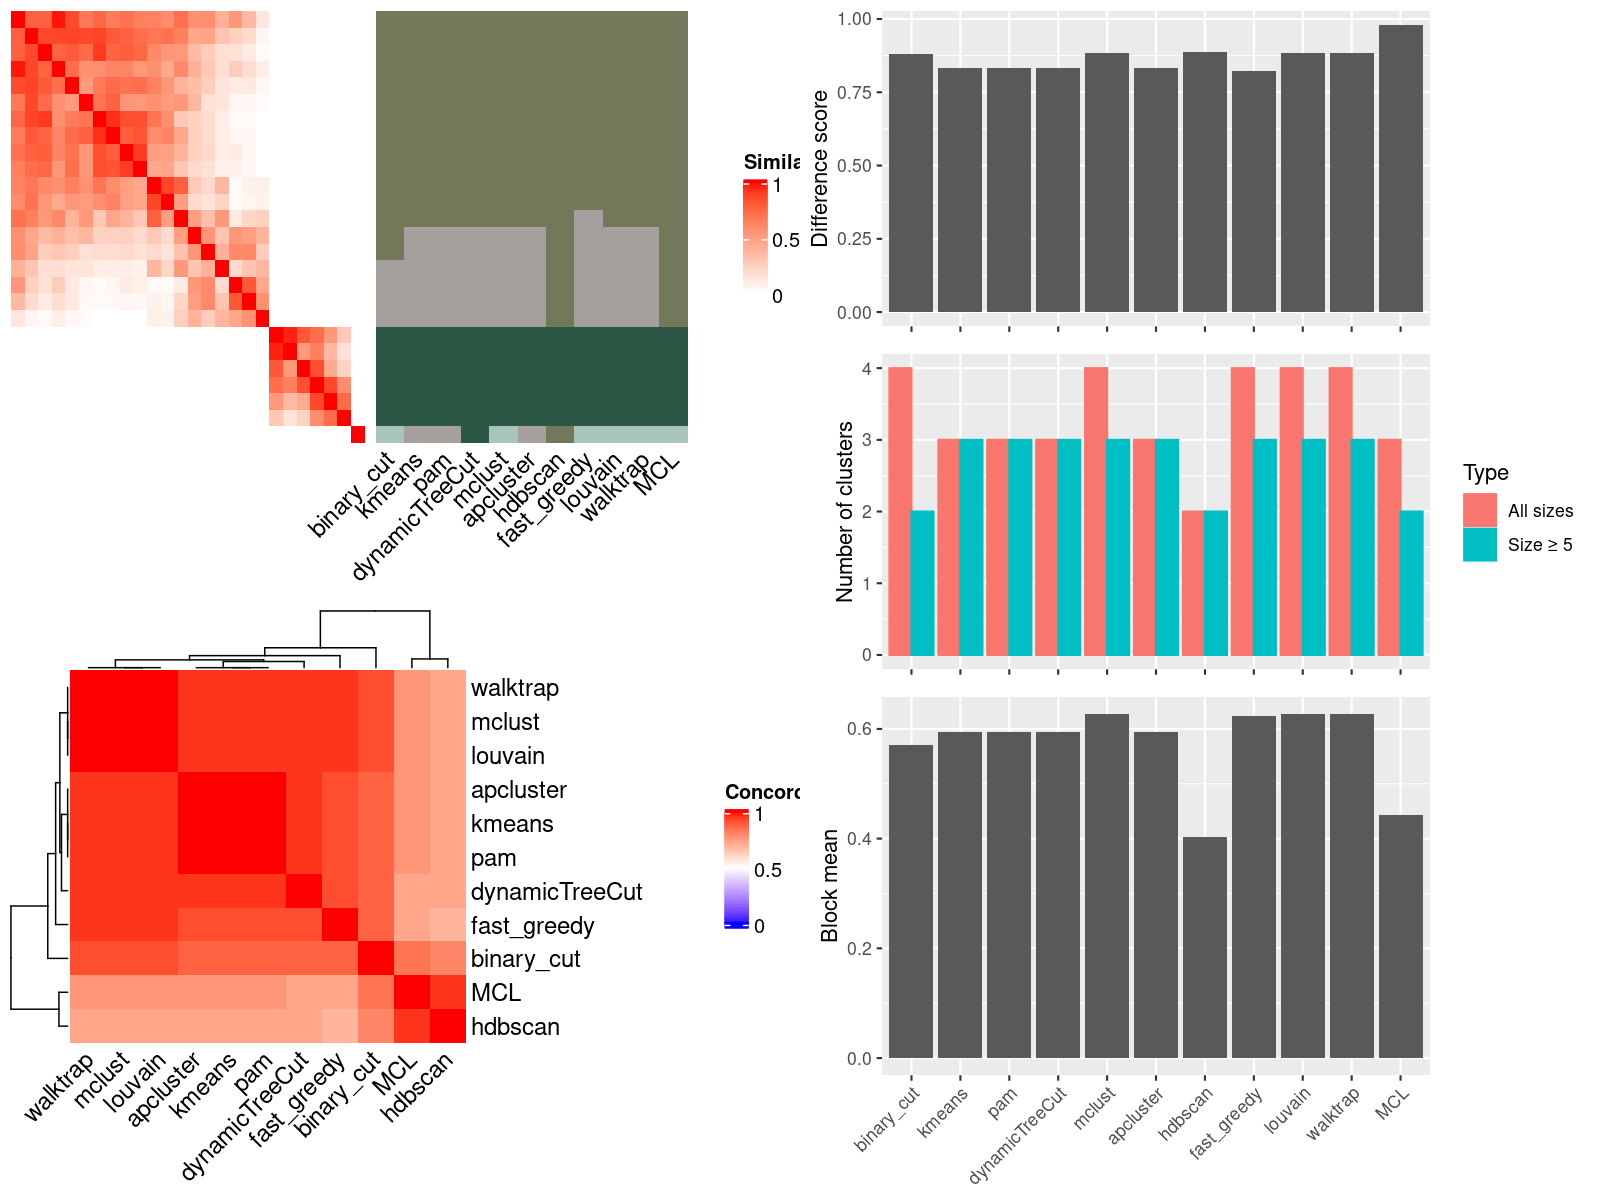 Simila
1
0.5
0
binary_cut
kmeans
pam
dynamicTreeCut
mclust
apcluster
hdbscan
fast_greedy
louvain
walktrap
MCL
walktrap
mclust
louvain
apcluster
kmeans
pam
dynamicTreeCut
fast_greedy
binary_cut
MCL
hdbscan
Concord
1
0.5
0
walktrap
mclust
louvain
apcluster
kmeans
pam
dynamicTreeCut
fast_greedy
binary_cut
MCL
hdbscan
Difference score
1.00
0.75
0.50
0.25
0.00
Number of clusters
4
3
2
1
0
Type
All sizes
Size ≥ 5
Block mean
0.6
0.4
0.2
0.0
binary_cut
kmeans
pam
dynamicTreeCut
mclust
apcluster
hdbscan
fast_greedy
louvain
walktrap
MCL